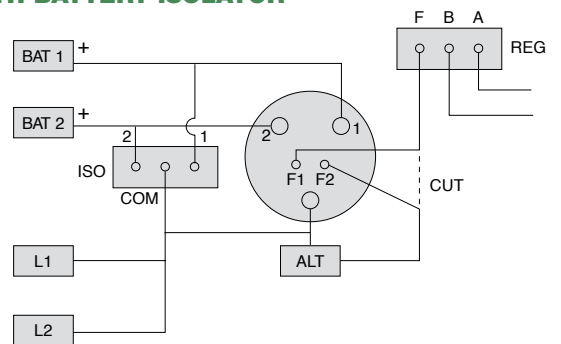 BATTERY ISOLATOR
F B A
REG
BAT 1 +
BAT 2 +
2 1
2 1
ISO
COM
F1 F2
CUT
L1
ALT
L2